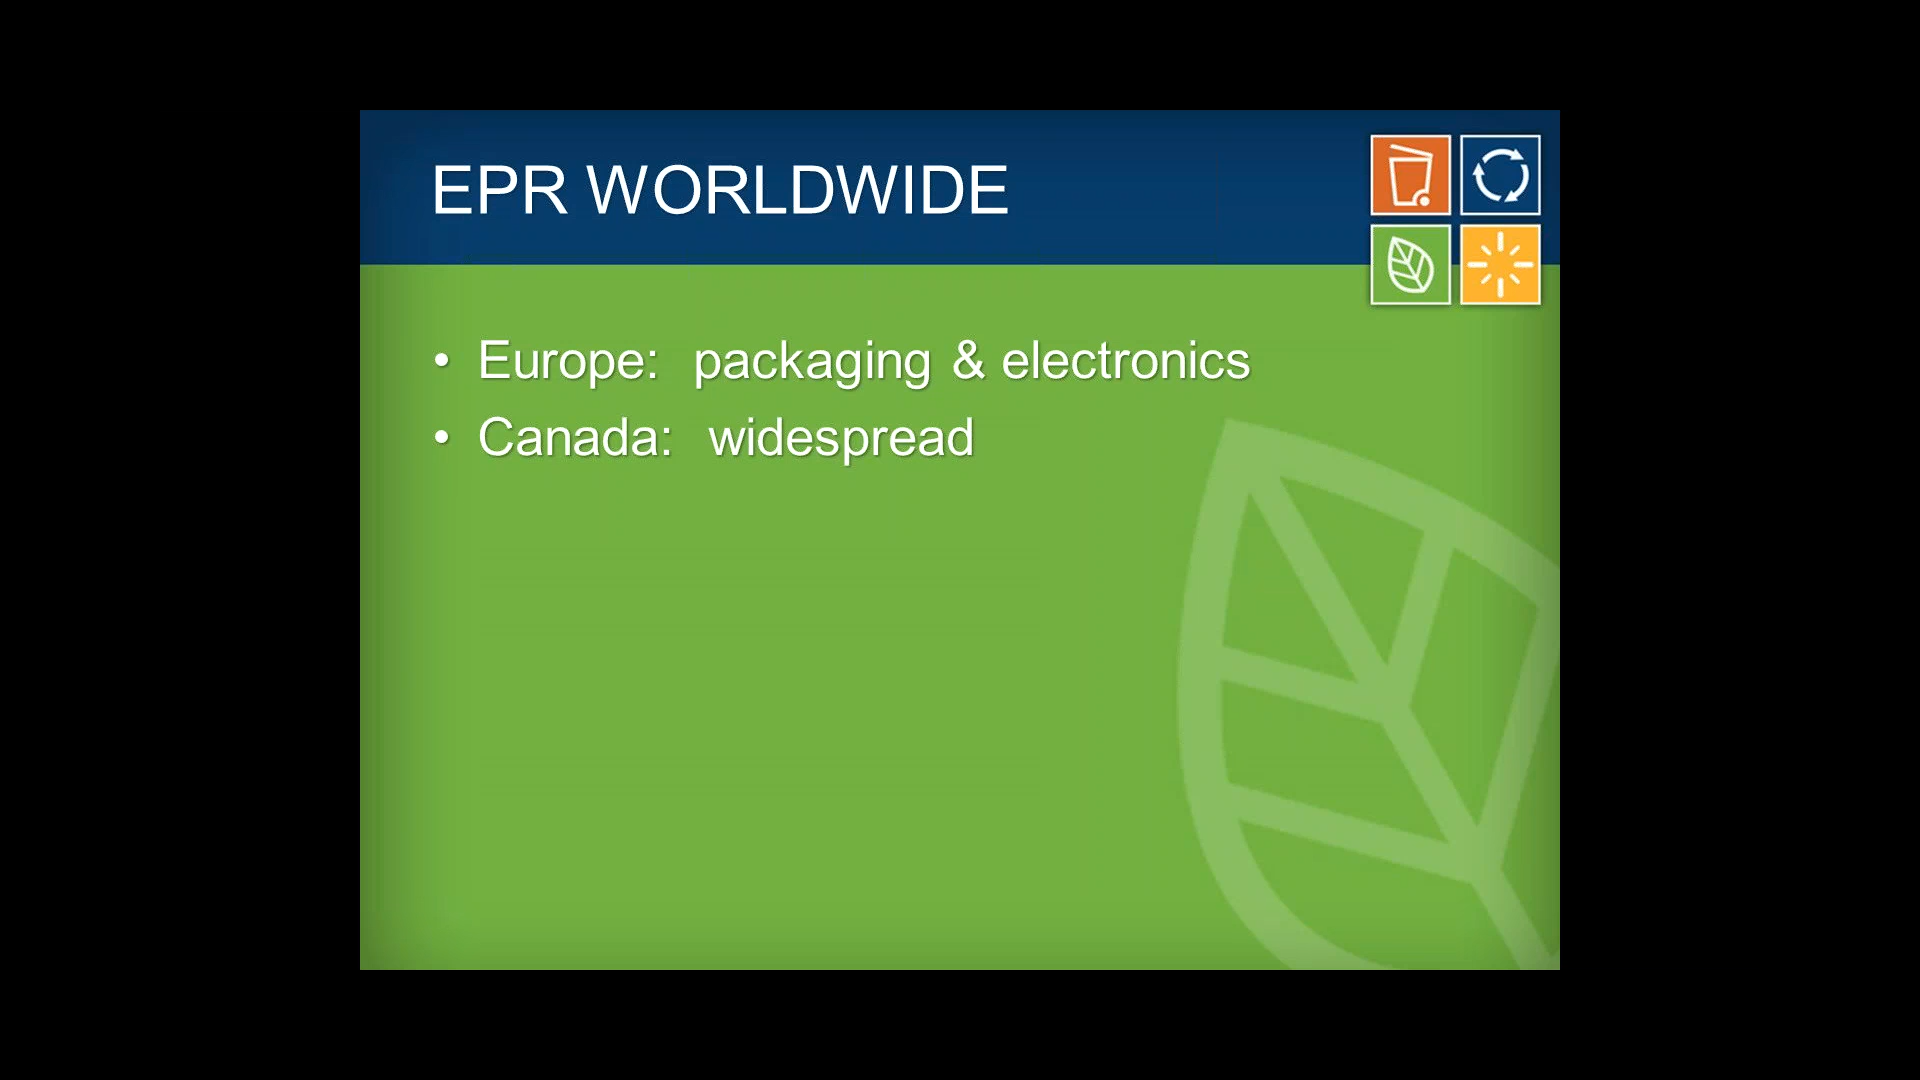 EPR WORLDWIDE
• Europe: packaging & electronics
• Canada: widespread